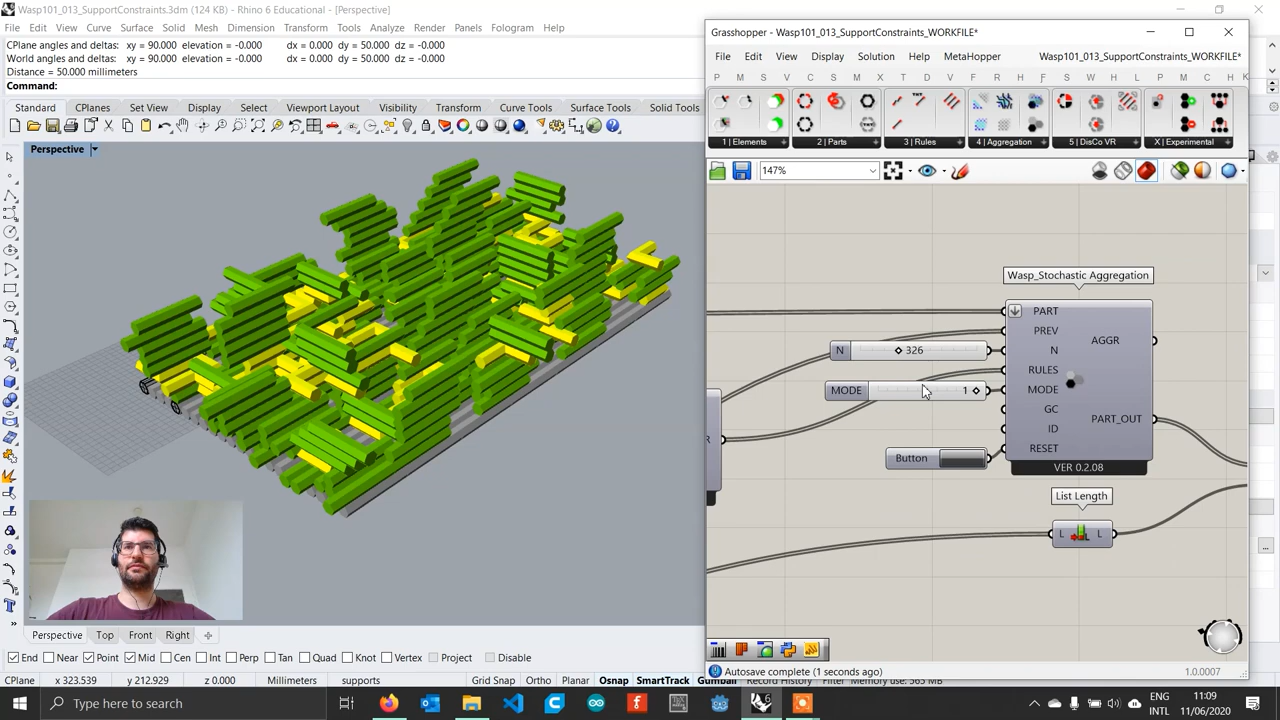 Wasp101_013_SupportConstraints.3dm (124 KB) - Rhino 6 Educational - [Perspective]
File Edit View Curve Surface Solid Mesh Dimension Transform Tools Analyze Render Panels Fologram Help
CPlane angles and deltas: xy = 90.000 elevation = -0.000 dx = 0.000 dy = 50.000 dz = -0.000
World angles and deltas: xy = 90.000 elevation = -0.000 dx = 0.000 dy = 50.000 dz = -0.000
Distance = 50.000 millimeters
Command:
Standard CPlanes Set View Display Select Viewport Layout Visibility Transform Curve Tools Surface Tools Solid Tools
Perspective
Grasshopper - Wasp101_013_SupportConstraints_WORKFILE*
File Edit View Display Solution Help MetaHopper Wasp101_013_SupportConstraints_WORKFILE*
P M S V D C S M X T D V R H F V S U W L P M C S H K
1 | Elements 2 | Parts 3 | Rules 4 | Aggregation 5 | DisCo VR X | Experimental
147%
Wasp_Stochastic Aggregation
PART
PREV
N
RULES
MODE
GC
ID
RESET
AGGR
PART_OUT
VER 0.2.08
N 326
MODE 1
Button
R
List Length
L L
Autosave complete (1 seconds ago)
1.0.0007
Perspective Top Front Right
End Near Point Mid Cen Int Perp Tan Quad Knot Vertex Project Disable
CPlane x 323.539 y 212.929 z 0.000 Millimeters supports Grid Snap Ortho Planar Osnap SmartTrack Gumball Record History Filter Memory use: 365 MB
Type here to search
ENG
INTL
11:09
11/06/2020